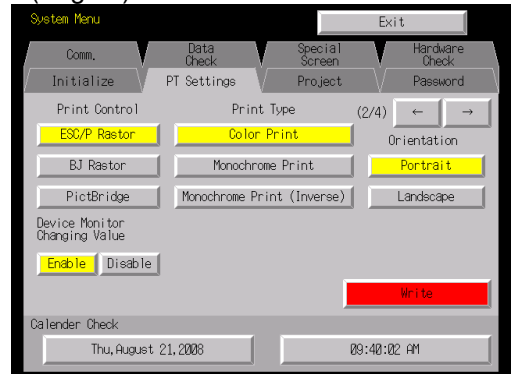 System Menu
Exit
Comm.
Data Check
Special Screen
Hardware Check
Initialize
PT Settings
Project
Password
Print Control
Print Type
(2/4)
←
→
ESC/P Rastor
Color Print
Orientation
BJ Rastor
Monochrome Print
Portrait
PictBridge
Monochrome Print (Inverse)
Landscape
Device Monitor
Changing Value
Enable
Disable
Write
Calender Check
Thu,August 21,2008
09:40:02 AM